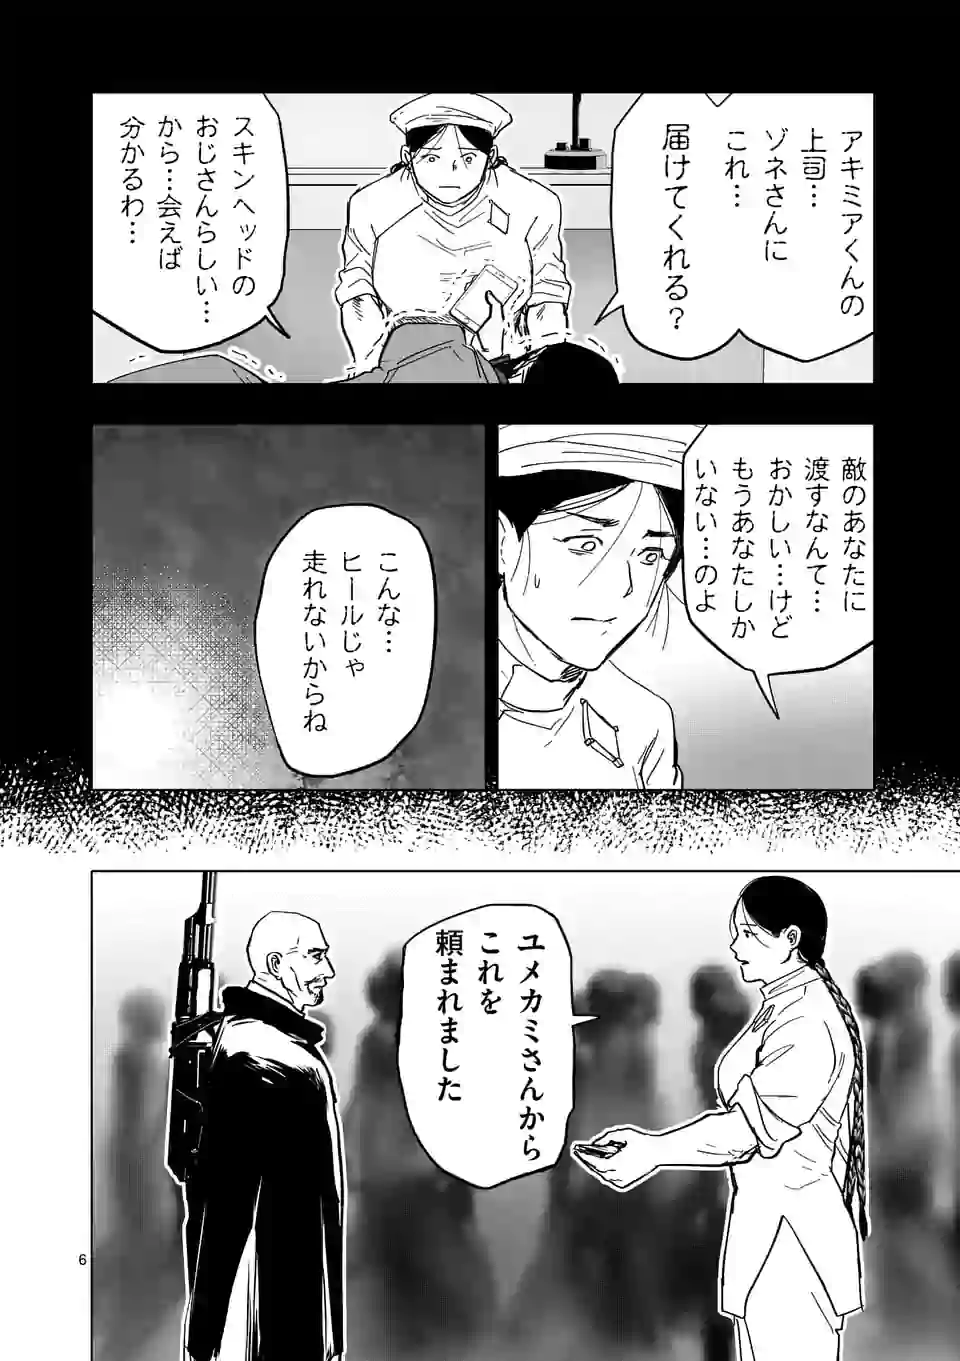 アキミアくんの
上司…
ゾネさんに
これ…
届けてくれる？
スキンヘッドの
おじさんらしい…
から…会えば
分かるわ…
敵のあなたに
渡すなんて…
おかしい…けど
もうあなたしか
いない…のよ
こんな…
ヒールじゃ
走れないからね
ユメカミさんから
これを
頼まれました
6